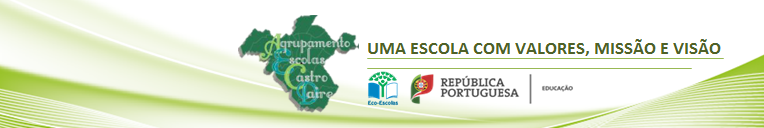 Agrupamento
Escolas
Castro
Daire
UMA ESCOLA COM VALORES, MISSÃO E VISÃO
Eco-Escolas
REPÚBLICA
PORTUGUESA
EDUCAÇÃO